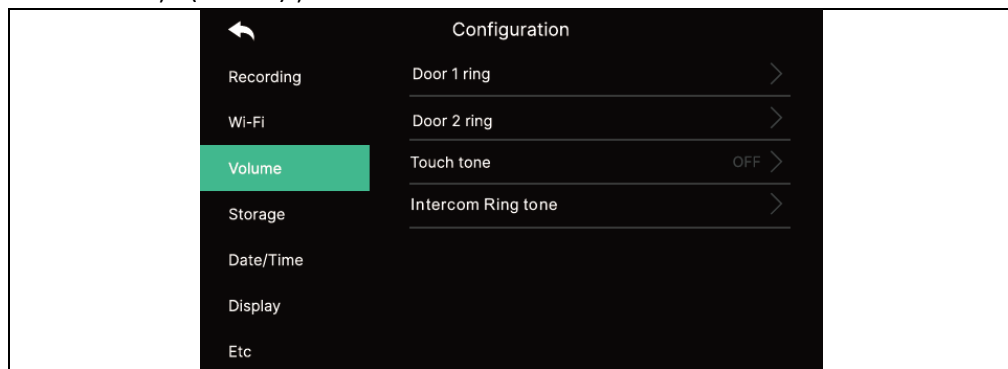 Configuration
Recording
Door 1 ring
Wi-Fi
Door 2 ring
Volume
Touch tone OFF
Storage
Intercom Ring tone
Date/Time
Display
Etc